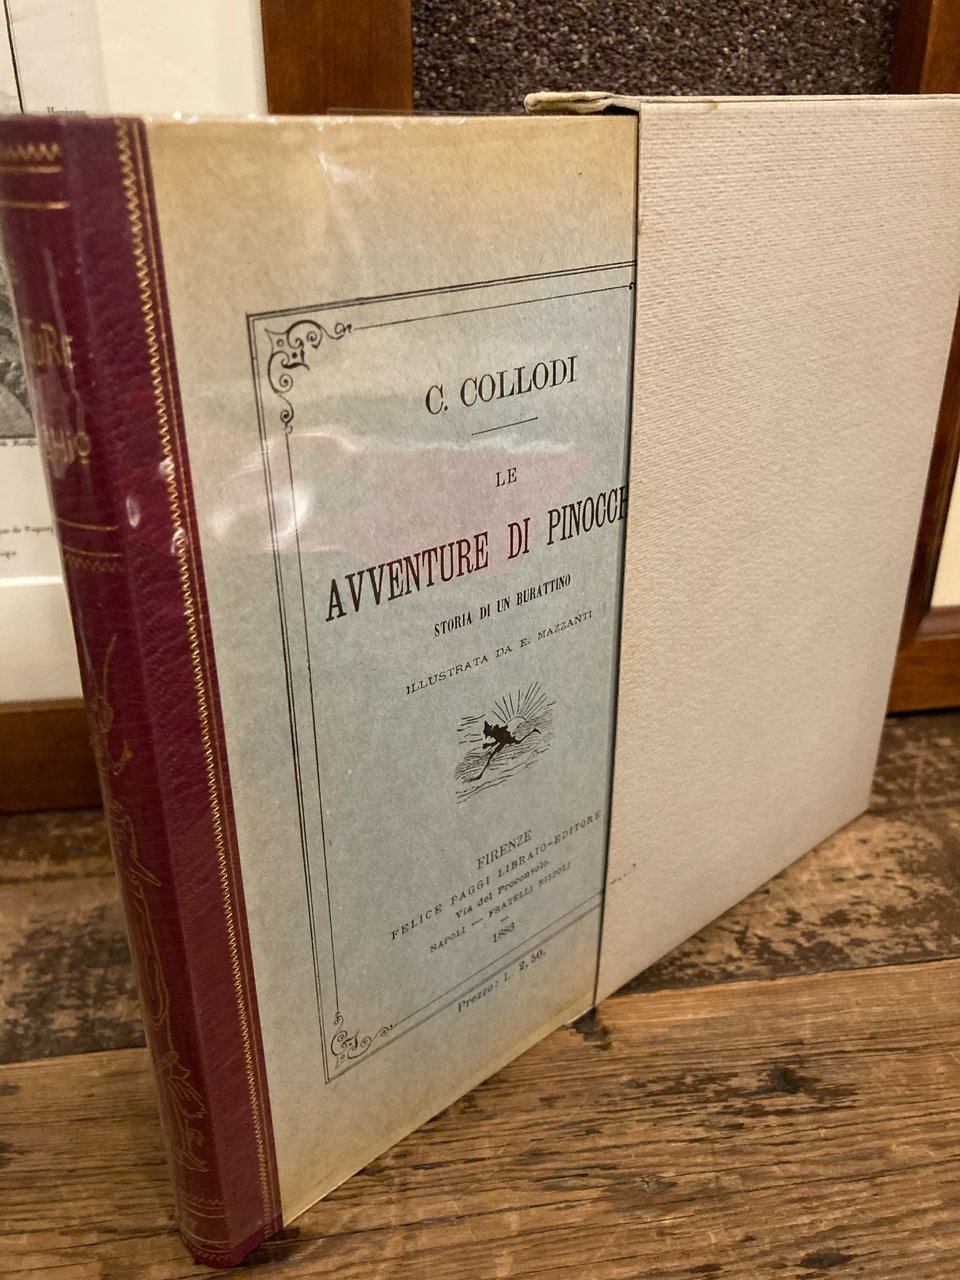 C. COLLODI
LE
AVVENTURE DI PINOCCH
STORIA DI UN BURATTINO
ILLUSTRATA DA E. MAZZANTI
FIRENZE
FELICE PAGGI LIBRAIO-EDITORE
Via del Proconsolo
NAPOLI — FRATELLI RISPOLI
1883
Prezzo: L. 2,50.
TURE